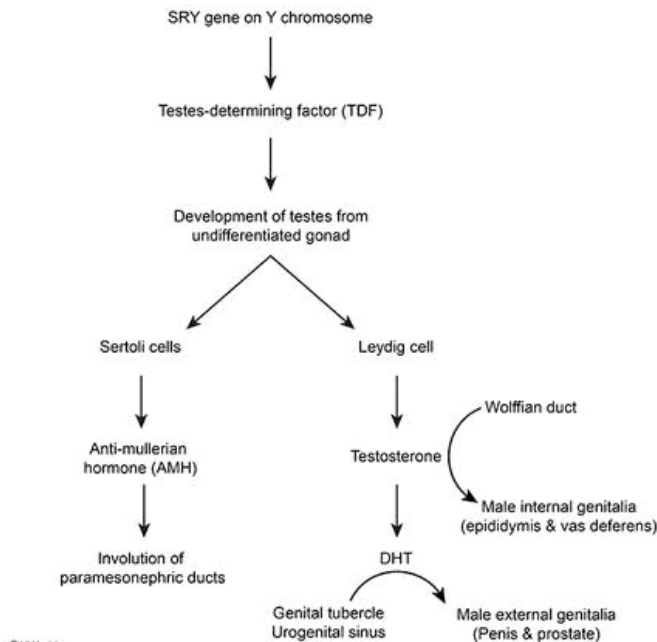 SRY gene on Y chromosome
Testes-determining factor (TDF)
Development of testes from
undifferentiated gonad
Sertoli cells
Leydig cell
Wolffian duct
Anti-mullerian
hormone (AMH)
Testosterone
Male internal genitalia
(epididymis & vas deferens)
Involution of
paramesonephric ducts
DHT
Genital tubercle
Urogenital sinus
Male external genitalia
(Penis & prostate)